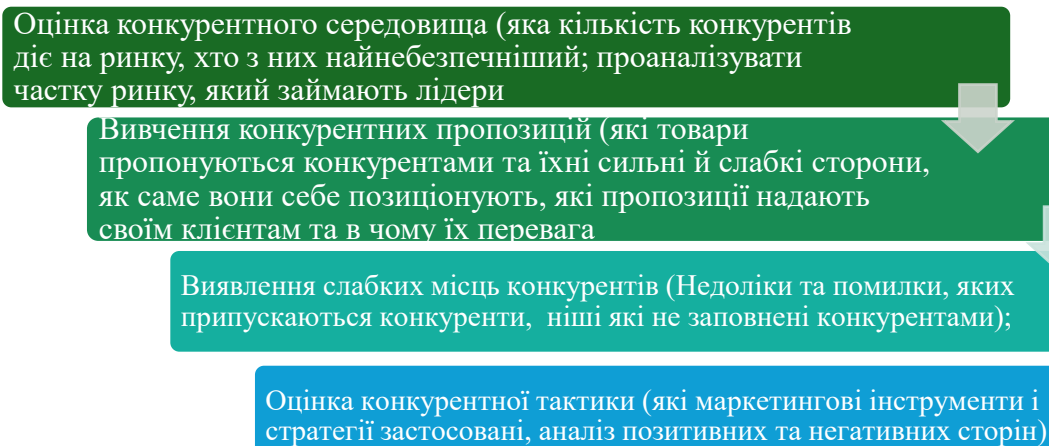 Оцінка конкурентного середовища (яка кількість конкурентів
діє на ринку, хто з них найнебезпечніший; проаналізувати
частку ринку, який займають лідери
Вивчення конкурентних пропозицій (які товари
пропонуються конкурентами та їхні сильні й слабкі сторони,
як саме вони себе позиціонують, які пропозиції надають
своїм клієнтам та в чому їх перевага
Виявлення слабких місць конкурентів (Недоліки та помилки, яких
припускаються конкуренти, ніші які не заповнені конкурентами);
Оцінка конкурентної тактики (які маркетингові інструменти і
стратегії застосовані, аналіз позитивних та негативних сторін)